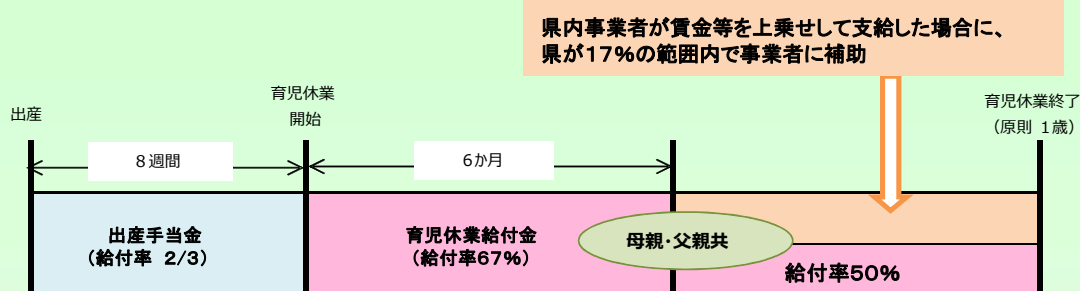 県内事業者が賃金等を上乗せして支給した場合に、
県が17%の範囲内で事業者に補助
出産
育児休業
開始
育児休業終了
（原則 1歳）
８週間
6か月
出産手当金
（給付率 2/3）
育児休業給付金
（給付率67%）
母親・父親共
給付率50%